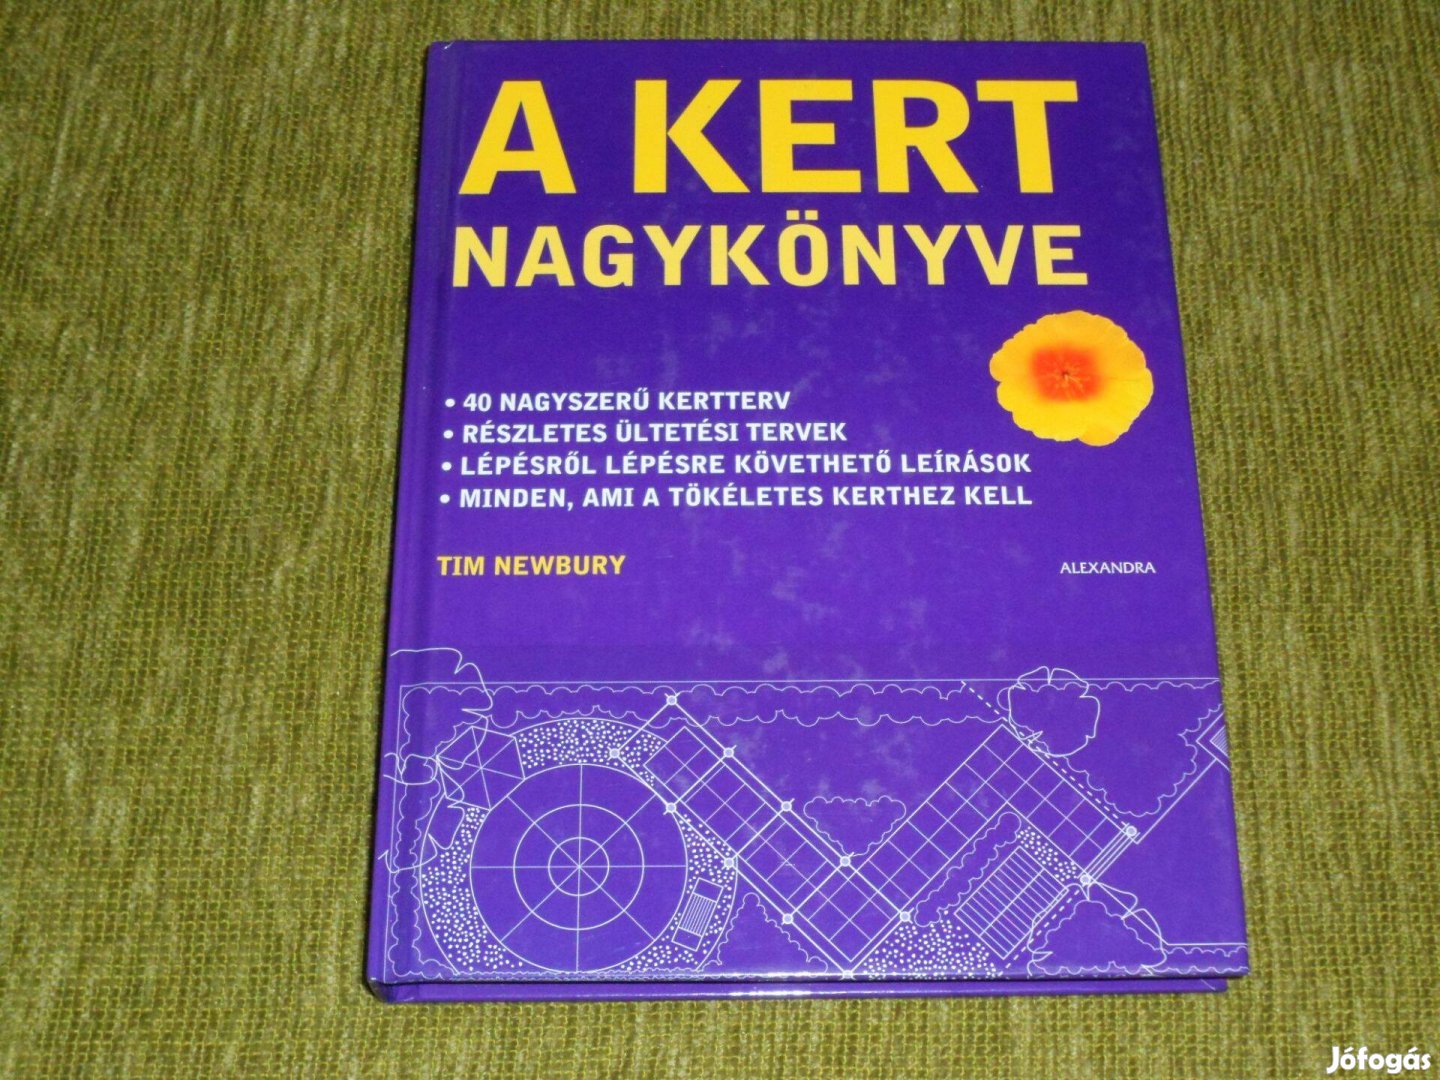 A KERT
NAGYKÖNYVE
• 40 NAGYSZERŰ KERTTERV
• RÉSZLETES ÜLTETÉSI TERVEK
• LÉPÉSRŐL LÉPÉSRE KÖVETHETŐ LEÍRÁSOK
• MINDEN, AMI A TÖKÉLETES KERTHEZ KELL
TIM NEWBURY
ALEXANDRA
Jófogás